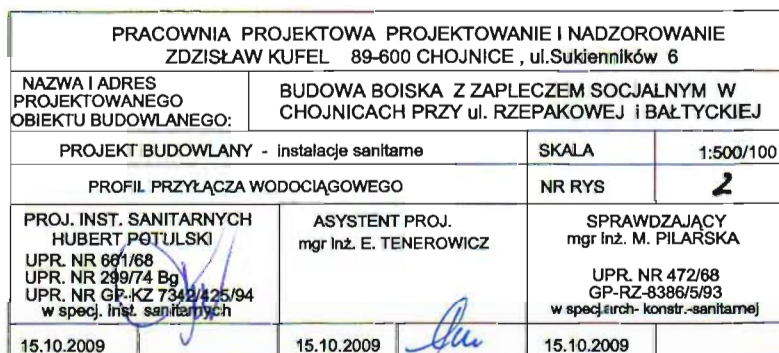 PRACOWNIA PROJEKTOWA PROJEKTOWANIE I NADZOROWANIE
ZDZISŁAW KUFEL 89-600 CHOJNICE , ul.Sukienników 6
NAZWA I ADRES
PROJEKTOWANEGO
OBIEKTU BUDOWLANEGO:
BUDOWA BOISKA Z ZAPLECZEM SOCJALNYM W
CHOJNICACH PRZY ul. RZEPAKOWEJ i BAŁTYCKIEJ
PROJEKT BUDOWLANY - instalacje sanitarne
SKALA
1:500/100
PROFIL PRZYŁĄCZA WODOCIĄGOWEGO
NR RYS
2
PROJ. INST. SANITARNYCH
HUBERT POTULSKI
UPR. NR 661/68
UPR. NR 299/74 Bg
UPR. NR GP-KZ 7342/425/94
w specj. inst. sanitarnych
ASYSTENT PROJ.
mgr inż. E. TENEROWICZ
SPRAWDZAJĄCY
mgr inż. M. PILARSKA
UPR. NR 472/68
GP-RZ-8386/5/93
w specj.arch- konstr.-sanitarnej
15.10.2009
15.10.2009
15.10.2009